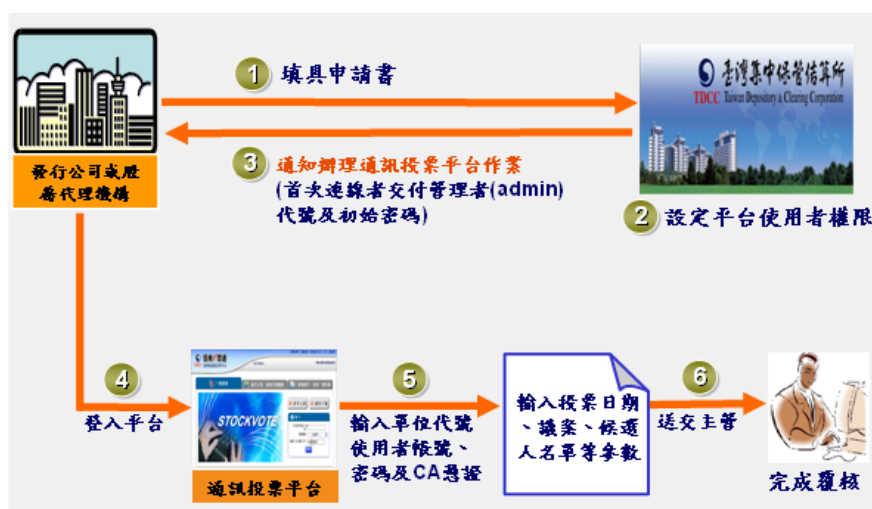 1 填具申請書
臺灣集中保管結算所
TDCC Taiwan Depository & Clearing Corporation
發行公司或股
務代理機構
3 通知辦理通訊投票平台作業
(首次連線者交付管理者(admin)
代號及初始密碼)
2 設定平台使用者權限
4
登入平台
STOCKVOTE
通訊投票平台
5
輸入單位代號
使用者帳號、
密碼及CA憑證
輸入投票日期
、議案、候選
人名單等參數
6
送交主管
完成覆核